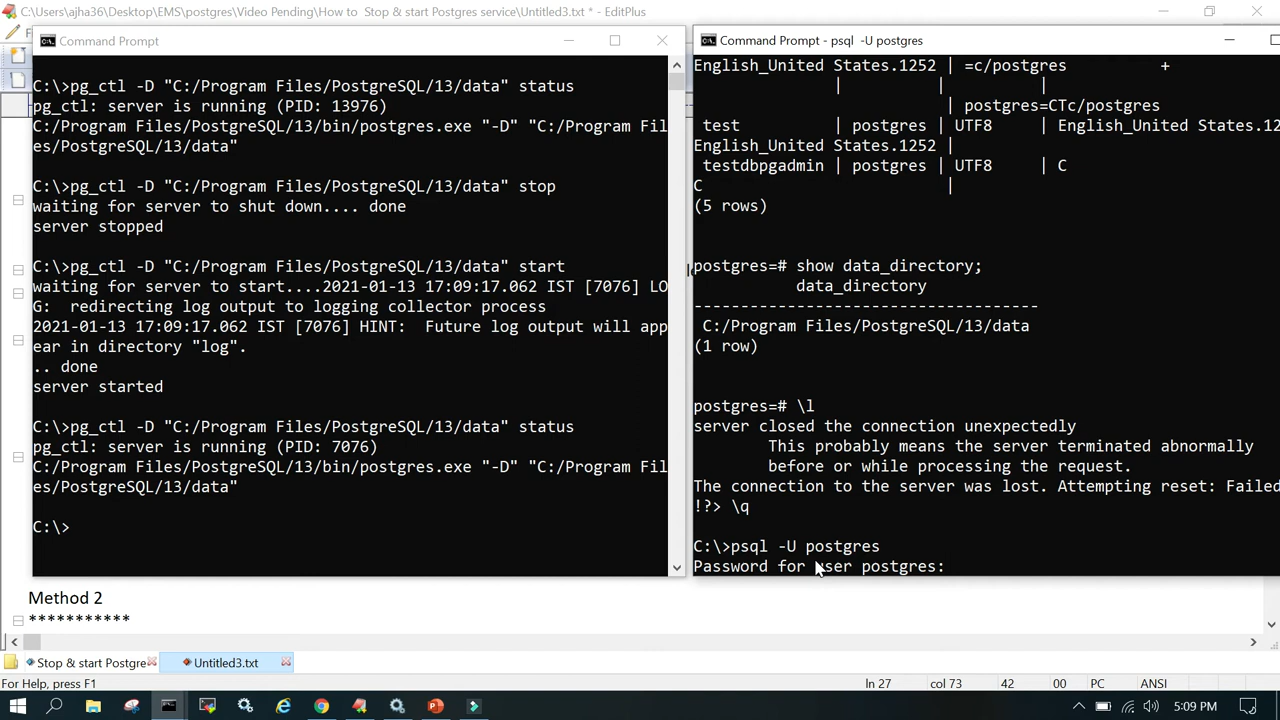 C:\Users\ajha36\Desktop\EMS\postgres\Video Pending\How to  Stop & start Postgres service\Untitled3.txt * - EditPlus
Command Prompt
C:\>pg_ctl -D "C:/Program Files/PostgreSQL/13/data" status
pg_ctl: server is running (PID: 13976)
C:/Program Files/PostgreSQL/13/bin/postgres.exe "-D" "C:/Program Fil
es/PostgreSQL/13/data"
C:\>pg_ctl -D "C:/Program Files/PostgreSQL/13/data" stop
waiting for server to shut down.... done
server stopped
C:\>pg_ctl -D "C:/Program Files/PostgreSQL/13/data" start
waiting for server to start....2021-01-13 17:09:17.062 IST [7076] LO
G:  redirecting log output to logging collector process
2021-01-13 17:09:17.062 IST [7076] HINT:  Future log output will app
ear in directory "log".
.. done
server started
C:\>pg_ctl -D "C:/Program Files/PostgreSQL/13/data" status
pg_ctl: server is running (PID: 7076)
C:/Program Files/PostgreSQL/13/bin/postgres.exe "-D" "C:/Program Fil
es/PostgreSQL/13/data"
C:\>
Command Prompt - psql  -U postgres
English_United States.1252 | =c/postgres          +
|          |
| postgres=CTc/postgres
test         | postgres | UTF8     | English_United States.12
English_United States.1252 |
testdbpgadmin | postgres | UTF8     | C
C                          |
(5 rows)
postgres=# show data_directory;
data_directory
-------------------------------------
C:/Program Files/PostgreSQL/13/data
(1 row)
postgres=# \l
server closed the connection unexpectedly
This probably means the server terminated abnormally
before or while processing the request.
The connection to the server was lost. Attempting reset: Failed
!?> \q
C:\>psql -U postgres
Password for user postgres:
Method 2
***********
Stop & start Postgre
Untitled3.txt
For Help, press F1
ln 27
col 73
42
00
PC
ANSI
5:09 PM